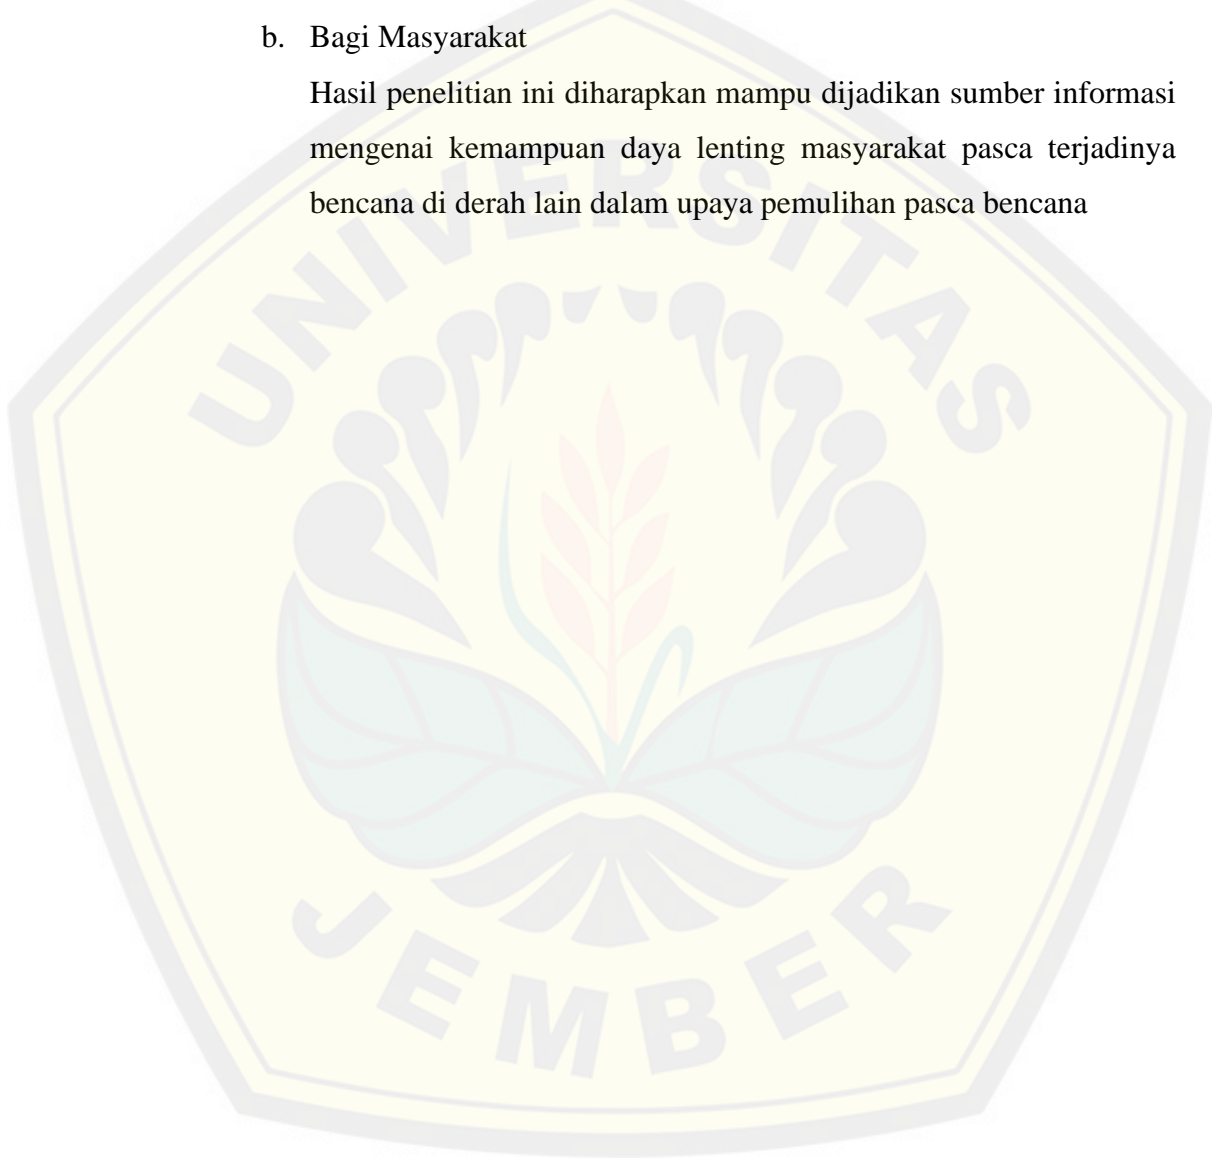 b. Bagi Masyarakat
Hasil penelitian ini diharapkan mampu dijadikan sumber informasi
mengenai kemampuan daya lenting masyarakat pasca terjadinya
bencana di derah lain dalam upaya pemulihan pasca bencana
UNIVERSITAS
JEMBER